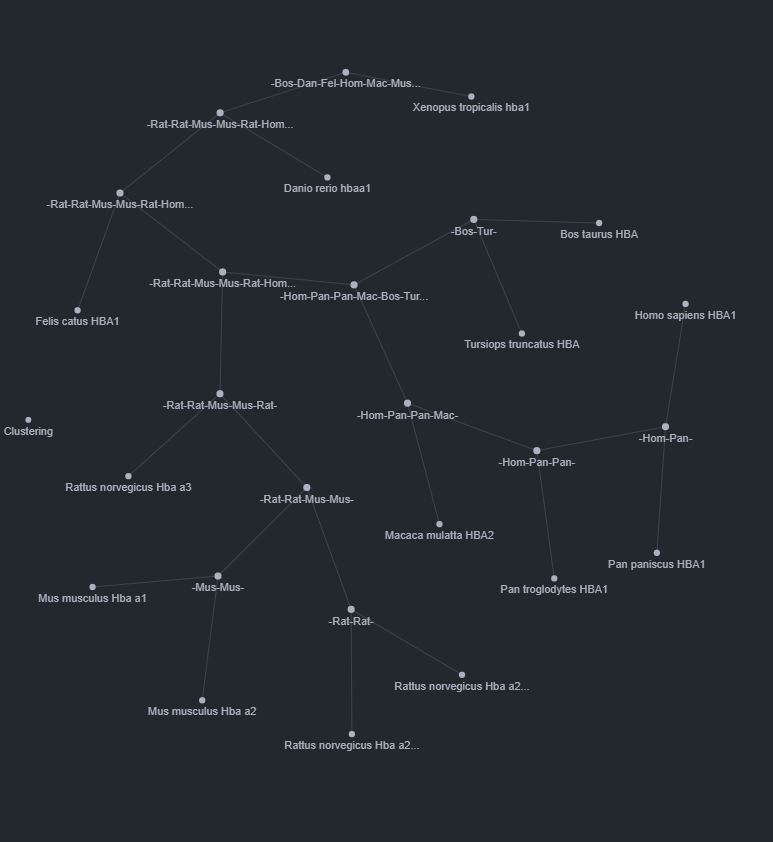 -Bos-Dan-Fel-Hom-Mac-Mus...
Xenopus tropicalis hba1
-Rat-Rat-Mus-Mus-Rat-Hom...
Danio rerio hbaa1
-Rat-Rat-Mus-Mus-Rat-Hom...
-Bos-Tur-
Bos taurus HBA
-Rat-Rat-Mus-Mus-Rat-Hom...
-Hom-Pan-Pan-Mac-Bos-Tur...
Felis catus HBA1
Homo sapiens HBA1
Tursiops truncatus HBA
-Rat-Rat-Mus-Mus-Rat-
-Hom-Pan-Pan-Mac-
Clustering
-Hom-Pan-
-Hom-Pan-Pan-
Rattus norvegicus Hba a3
-Rat-Rat-Mus-Mus-
Macaca mulatta HBA2
Pan paniscus HBA1
-Mus-Mus-
Pan troglodytes HBA1
Mus musculus Hba a1
-Rat-Rat-
Rattus norvegicus Hba a2...
Mus musculus Hba a2
Rattus norvegicus Hba a2...